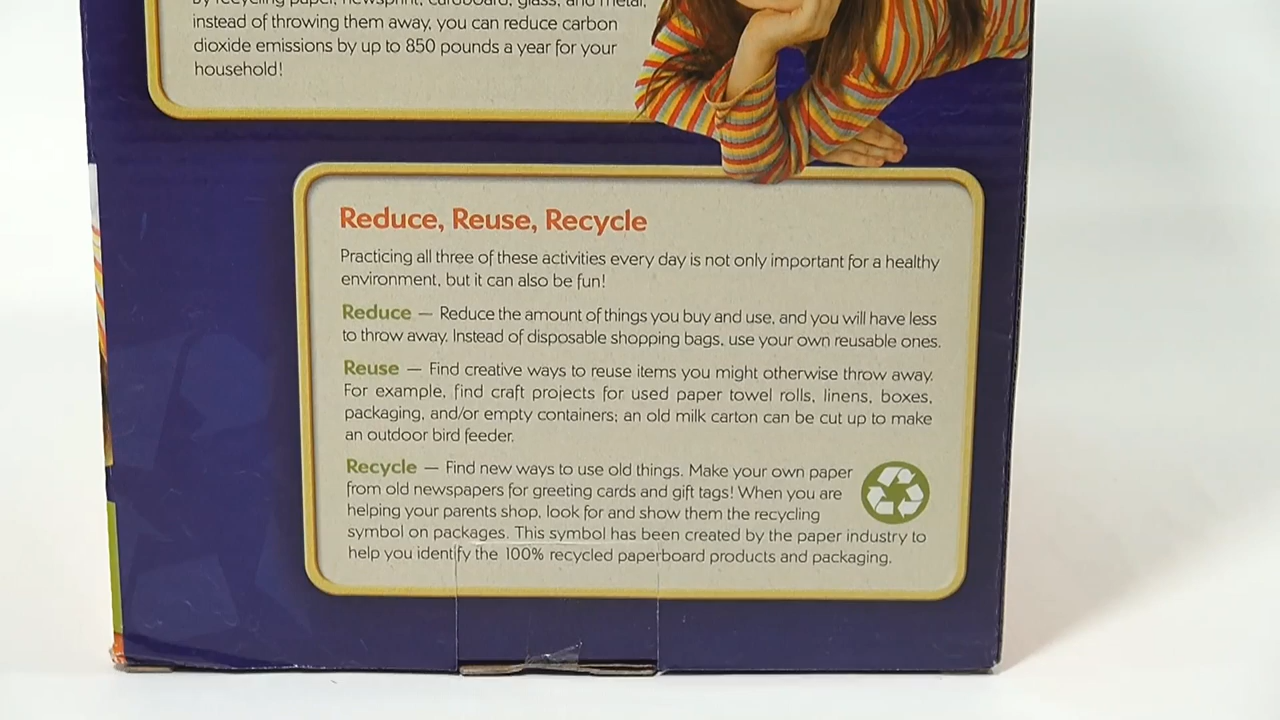 by recycling paper, newsprint, cardboard, glass, and metal,
instead of throwing them away, you can reduce carbon
dioxide emissions by up to 850 pounds a year for your
household!
Reduce, Reuse, Recycle
Practicing all three of these activities every day is not only important for a healthy
environment, but it can also be fun!
Reduce — Reduce the amount of things you buy and use, and you will have less
to throw away. Instead of disposable shopping bags, use your own reusable ones.
Reuse — Find creative ways to reuse items you might otherwise throw away.
For example, find craft projects for used paper towel rolls, linens, boxes,
packaging, and/or empty containers; an old milk carton can be cut up to make
an outdoor bird feeder.
Recycle — Find new ways to use old things. Make your own paper
from old newspapers for greeting cards and gift tags! When you are
helping your parents shop, look for and show them the recycling
symbol on packages. This symbol has been created by the paper industry to
help you identify the 100% recycled paperboard products and packaging.